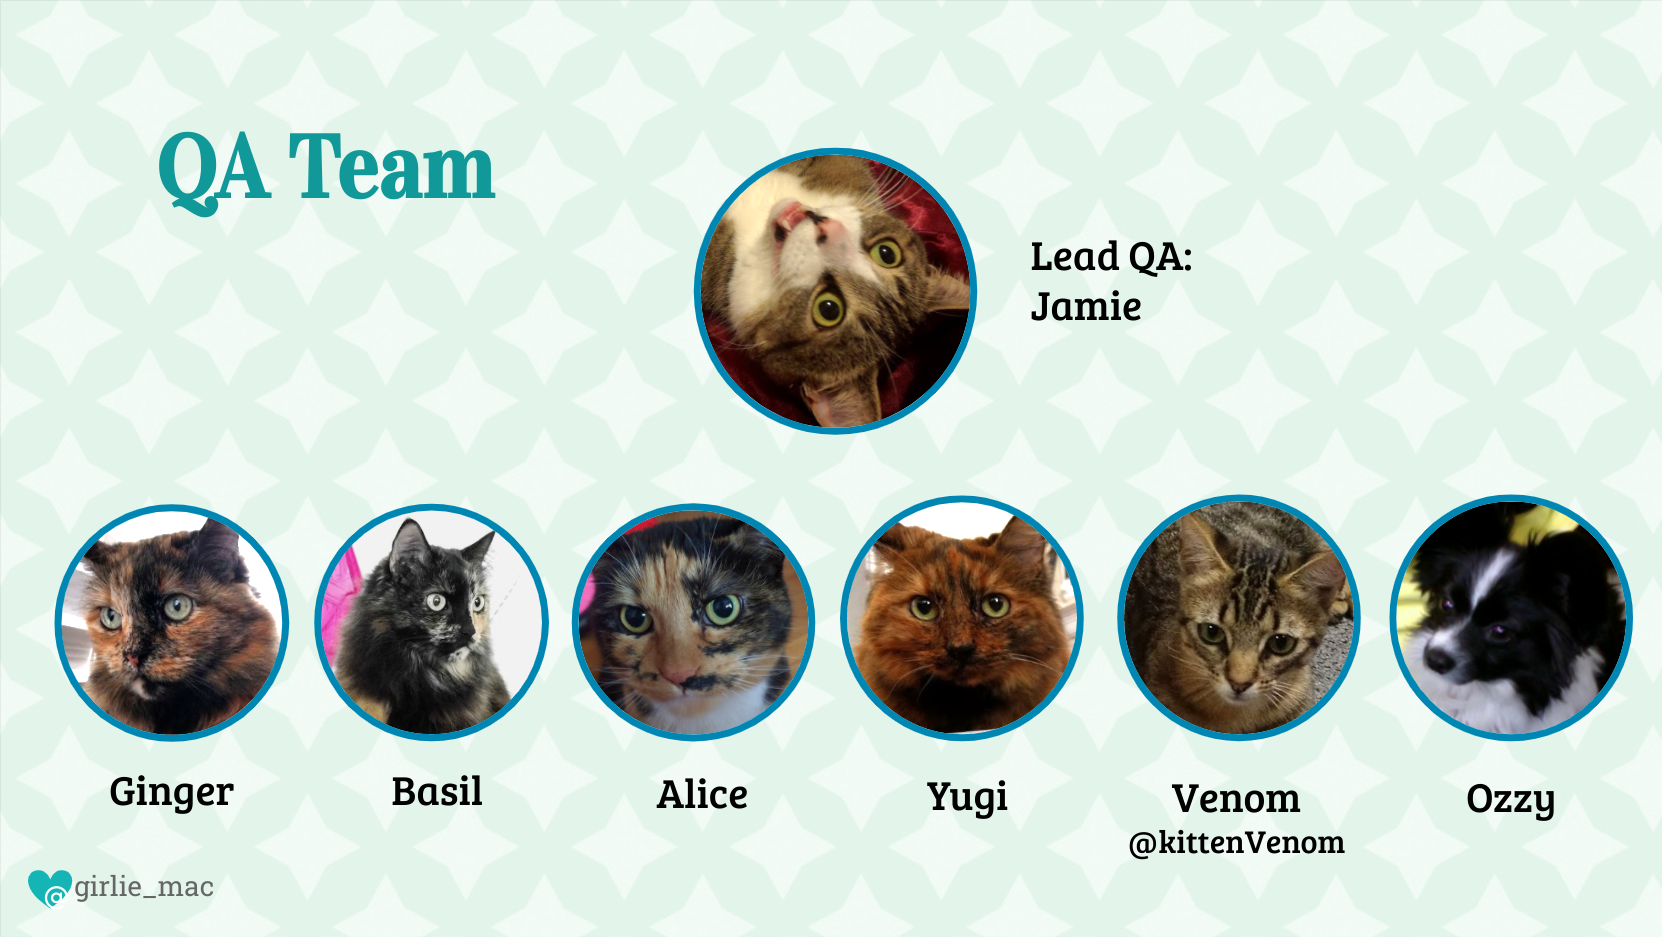 QA Team
Lead QA:
Jamie
Ginger
Basil
Alice
Yugi
Venom
@kittenVenom
Ozzy
@girlie_mac